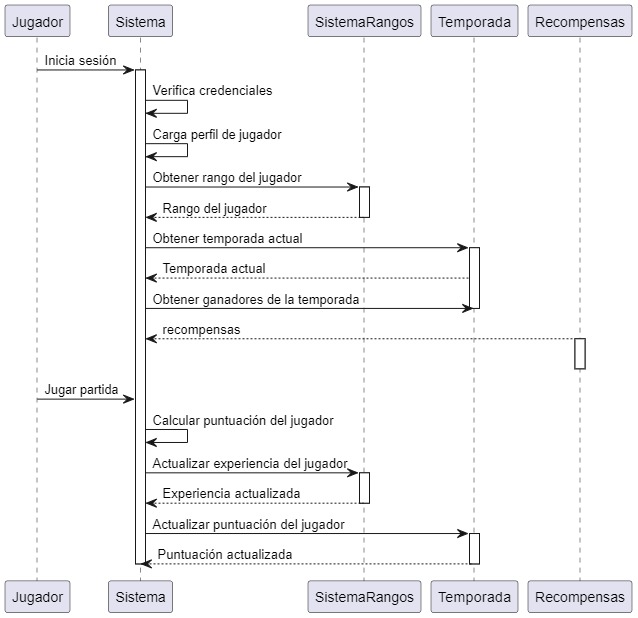 Jugador Sistema SistemaRangos Temporada Recompensas
Inicia sesión
Verifica credenciales
Carga perfil de jugador
Obtener rango del jugador
Rango del jugador
Obtener temporada actual
Temporada actual
Obtener ganadores de la temporada
recompensas
Jugar partida
Calcular puntuación del jugador
Actualizar experiencia del jugador
Experiencia actualizada
Actualizar puntuación del jugador
Puntuación actualizada
Jugador Sistema SistemaRangos Temporada Recompensas